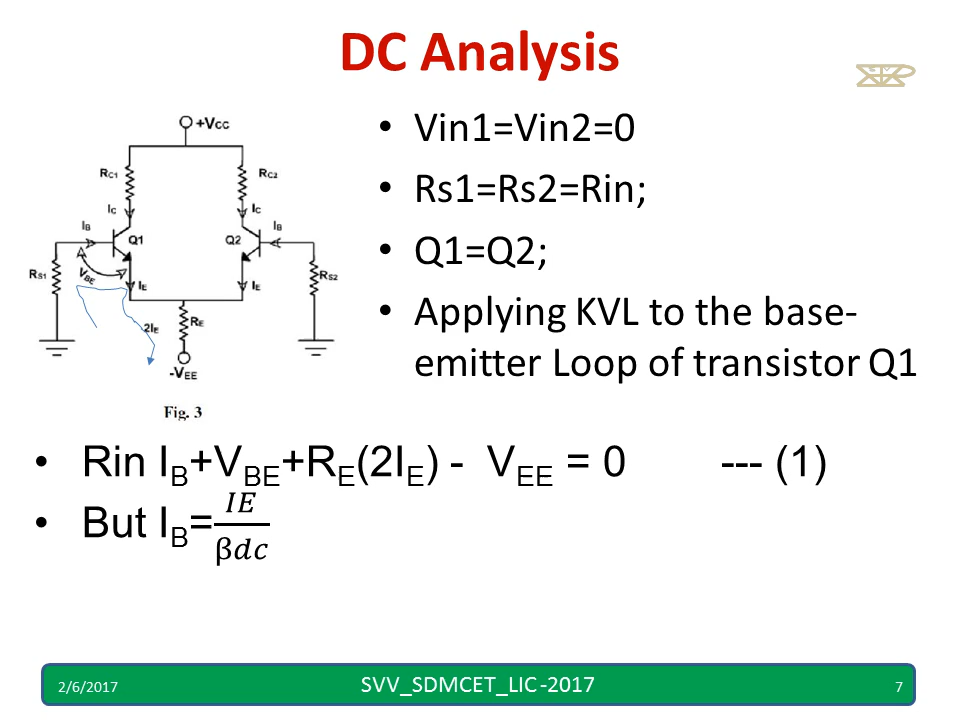 DC Analysis
+VCC
RC1
RC2
IC
IC
IB
IB
Q1
Q2
RS1
VBE
RS2
IE
IE
2IE
RE
-VEE
Fig. 3
• Vin1=Vin2=0
• Rs1=Rs2=Rin;
• Q1=Q2;
• Applying KVL to the base-
emitter Loop of transistor Q1
• Rin IB+VBE+RE(2IE) - VEE = 0 --- (1)
• But IB=IE/βdc
2/6/2017
SVV_SDMCET_LIC -2017
7